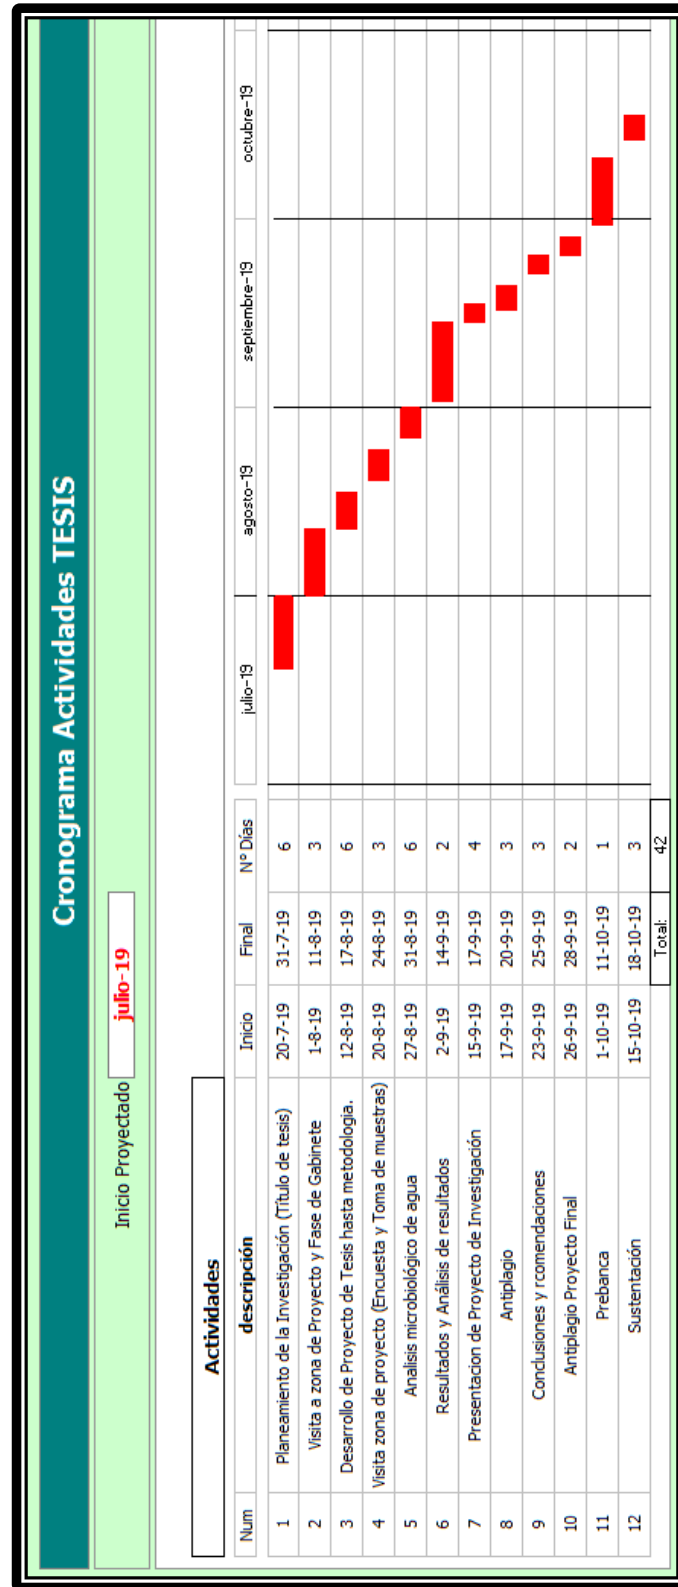 Cronograma Actividades TESIS
Inicio Proyectado julio-19
Actividades
Num descripción Inicio Final N° Días julio-19 agosto-19 septiembre-19 octubre-19
1 Planeamiento de la Investigación (Título de tesis) 20-7-19 31-7-19 6
2 Visita a zona de Proyecto y Fase de Gabinete 1-8-19 11-8-19 3
3 Desarrollo de Proyecto de Tesis hasta metodologia. 12-8-19 17-8-19 6
4 Visita zona de proyecto (Encuesta y Toma de muestras) 20-8-19 24-8-19 3
5 Analisis microbiológico de agua 27-8-19 31-8-19 6
6 Resultados y Análisis de resultados 2-9-19 14-9-19 2
7 Presentacion de Proyecto de Investigación 15-9-19 17-9-19 4
8 Antiplagio 17-9-19 20-9-19 3
9 Conclusiones y rcomendaciones 23-9-19 25-9-19 3
10 Antiplagio Proyecto Final 26-9-19 28-9-19 2
11 Prebanca 1-10-19 11-10-19 1
12 Sustentación 15-10-19 18-10-19 3
Total: 42